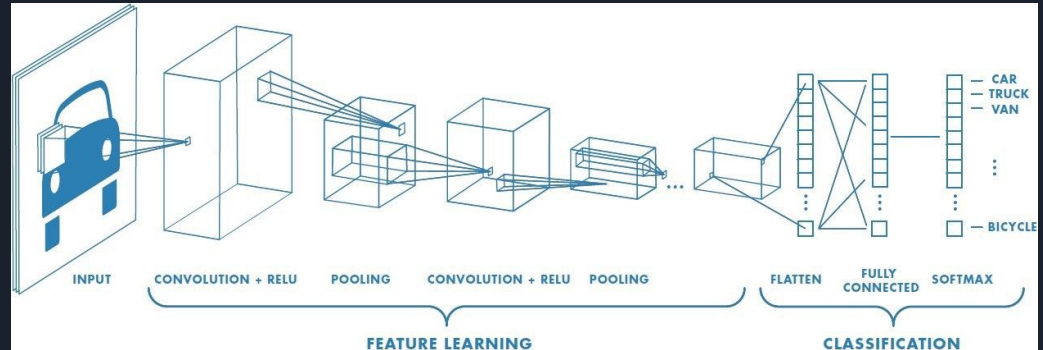 CAR
TRUCK
VAN
BICYCLE
INPUT
CONVOLUTION + RELU
POOLING
CONVOLUTION + RELU
POOLING
FLATTEN
FULLY
CONNECTED
SOFTMAX
FEATURE LEARNING
CLASSIFICATION